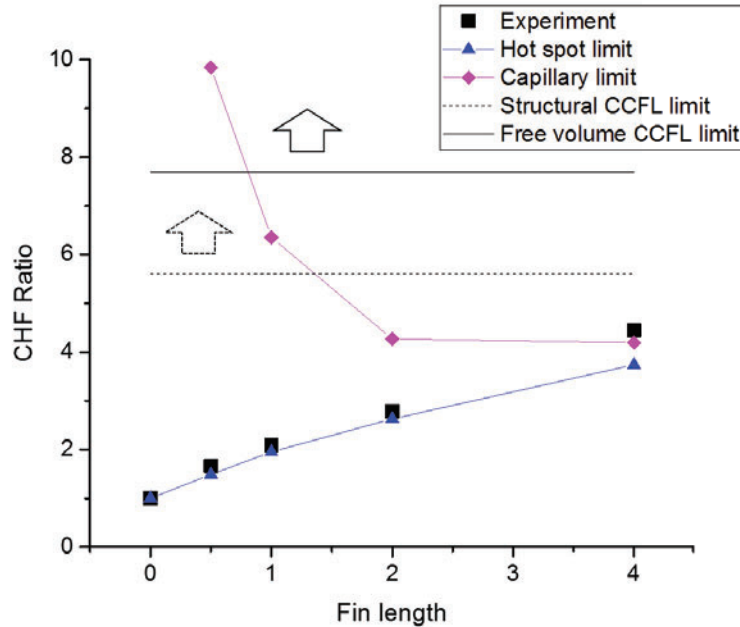 Experiment
Hot spot limit
Capillary limit
Structural CCFL limit
Free volume CCFL limit
10
8
6
4
2
0
CHF Ratio
0 1 2 3 4
Fin length